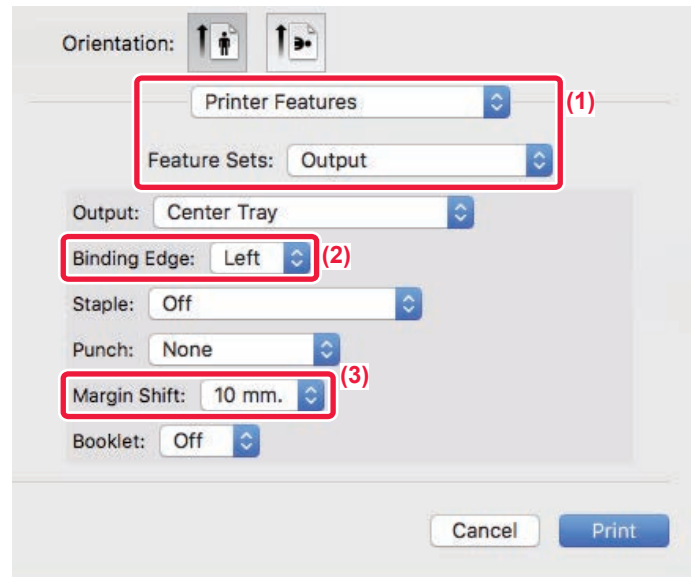 Orientation:
Printer Features (1)
Feature Sets: Output
Output: Center Tray
Binding Edge: Left (2)
Staple: Off
Punch: None
(3)
Margin Shift: 10 mm.
Booklet: Off
Cancel Print